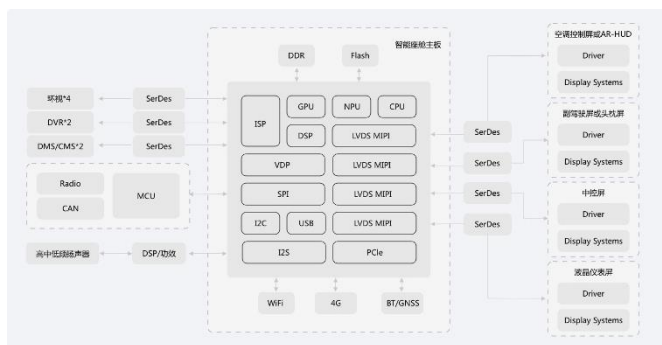 智能座舱主板
DDR
Flash
环视*4
SerDes
DVR*2
SerDes
DMS/CMS*2
SerDes
Radio
CAN
MCU
高中低频扬声器
DSP/功放
ISP
GPU
NPU
CPU
DSP
LVDS MIPI
VDP
LVDS MIPI
SPI
LVDS MIPI
I2C
USB
LVDS MIPI
I2S
PCIe
WiFi
4G
BT/GNSS
SerDes
SerDes
SerDes
SerDes
空调控制屏或AR-HUD
Driver
Display Systems
副驾驶屏或头枕屏
Driver
Display Systems
中控屏
Driver
Display Systems
液晶仪表屏
Driver
Display Systems